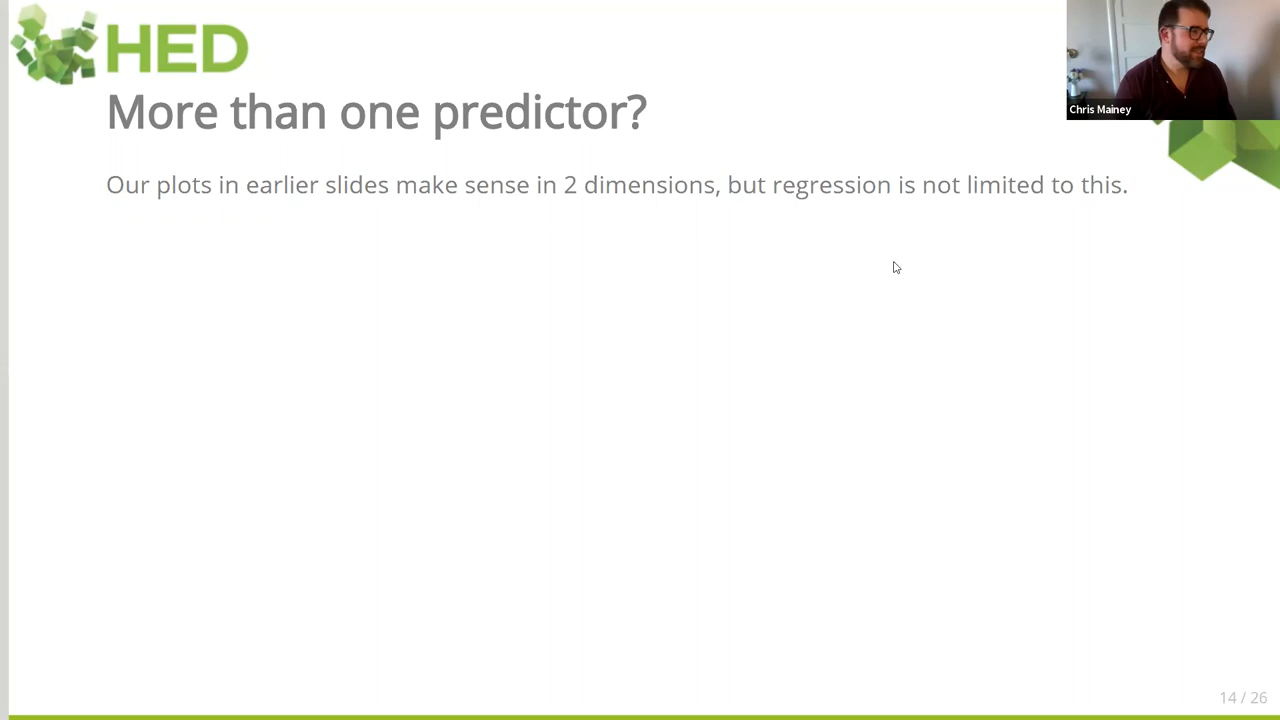 HED
More than one predictor?
Chris Mainey
Our plots in earlier slides make sense in 2 dimensions, but regression is not limited to this.
14 / 26